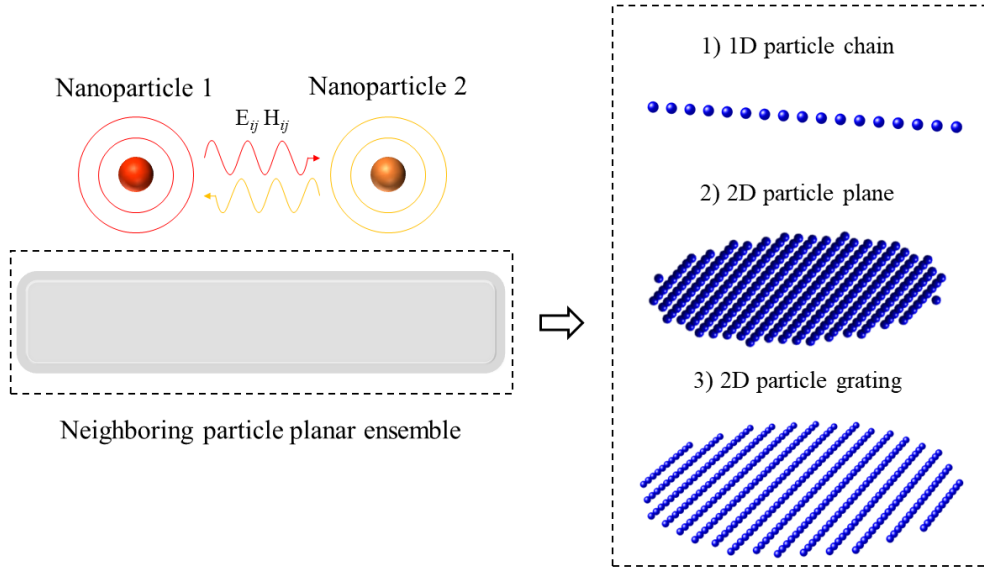 Nanoparticle 1
Nanoparticle 2
E_ij H_ij
Neighboring particle planar ensemble
1) 1D particle chain
2) 2D particle plane
3) 2D particle grating